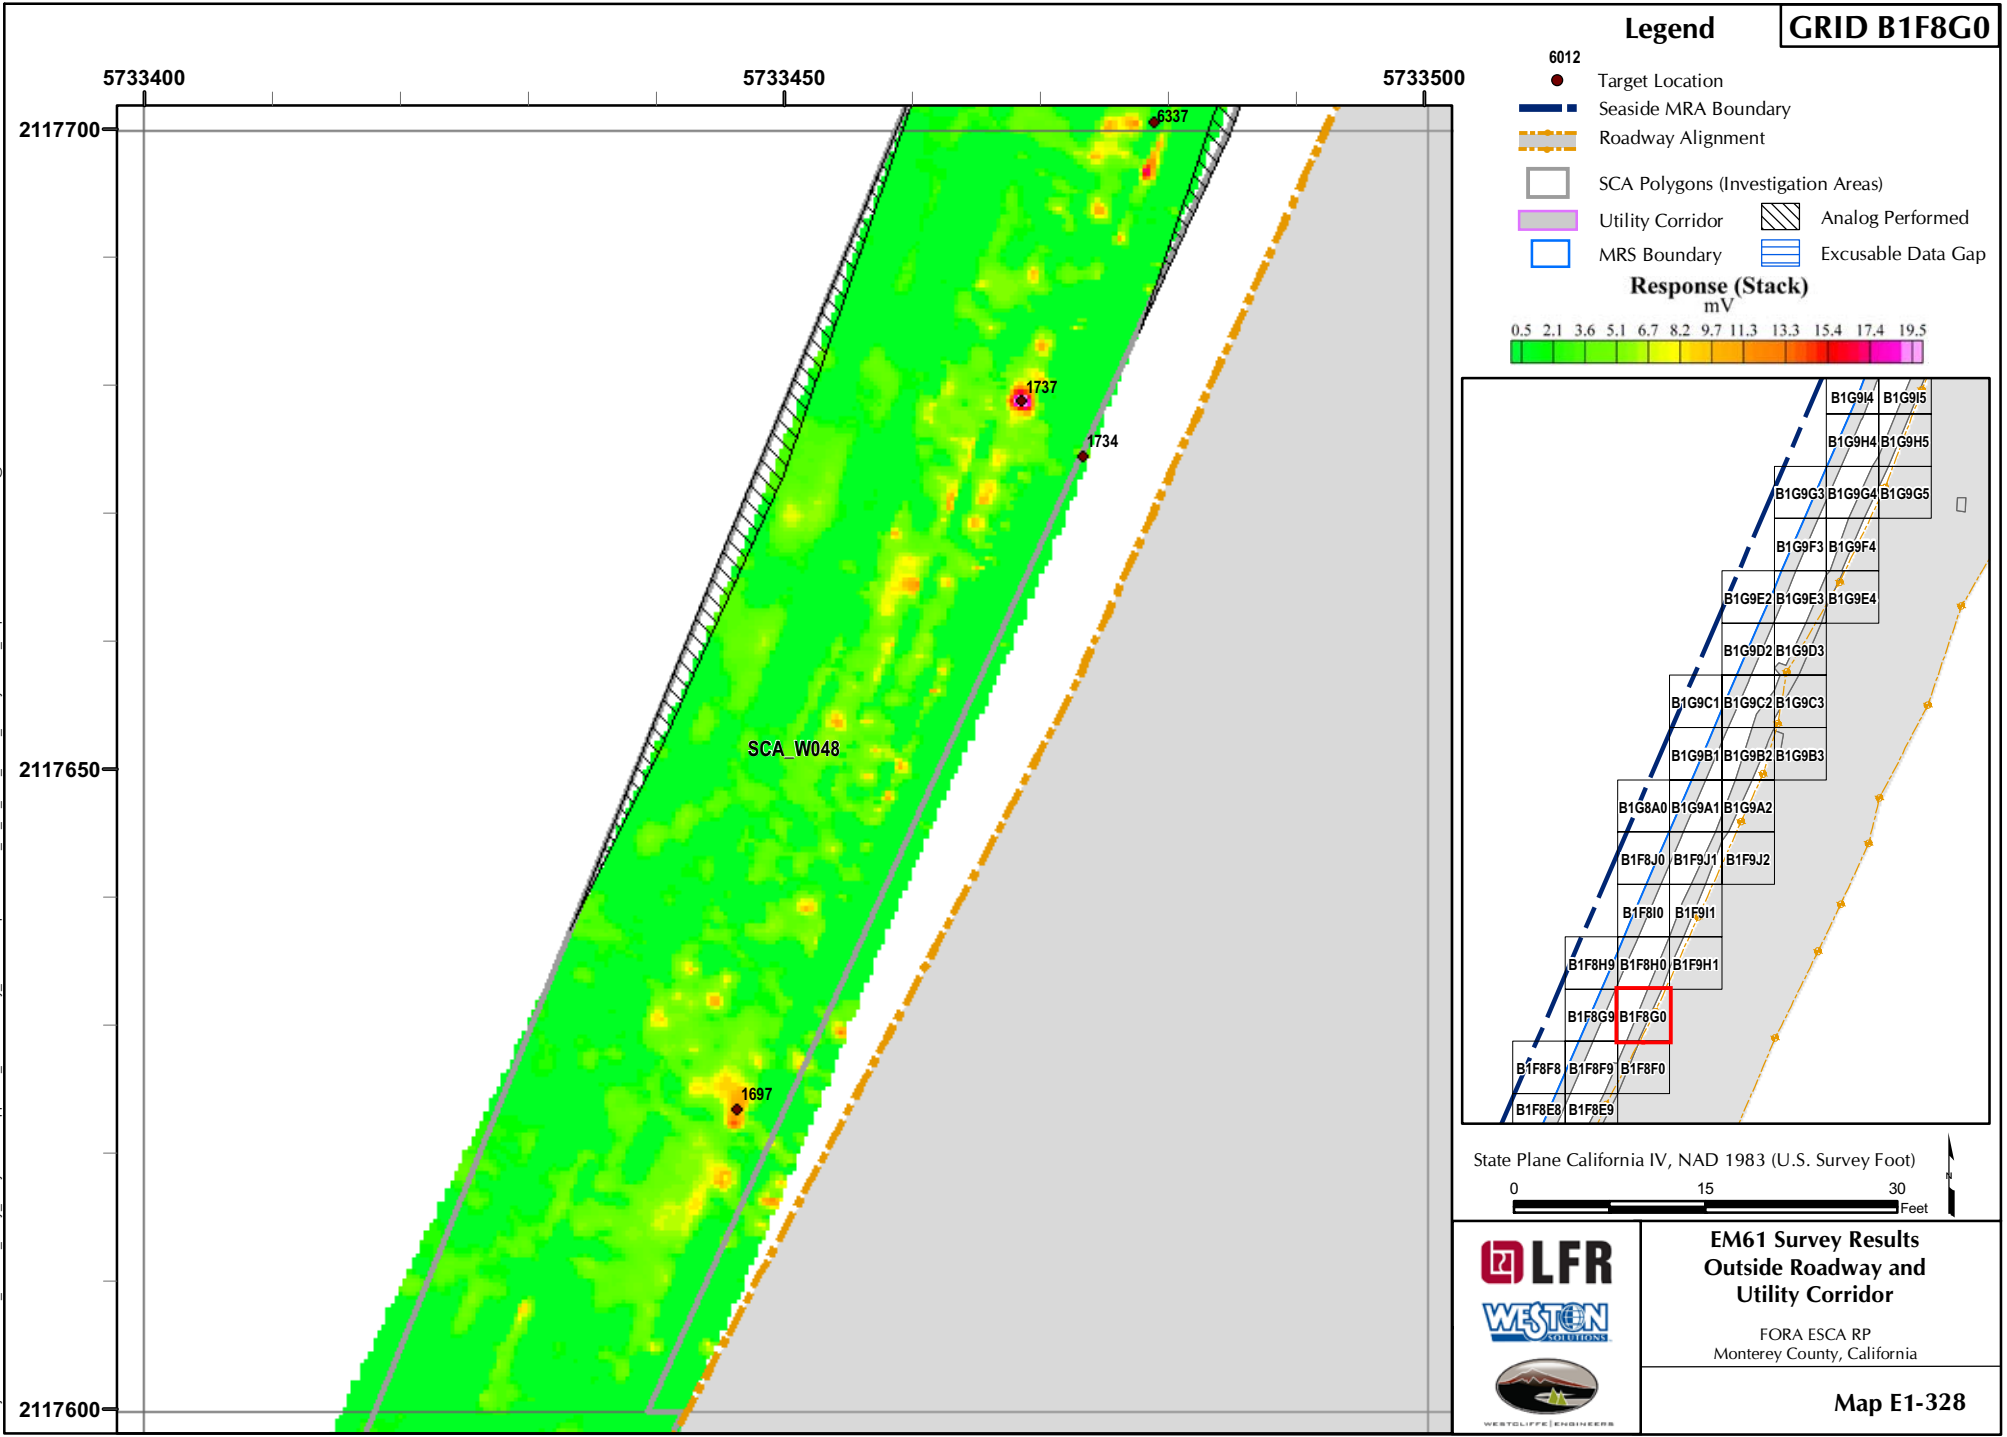 GRID B1F8G0
Legend
6012
Target Location
Seaside MRA Boundary
Roadway Alignment
SCA Polygons (Investigation Areas)
Utility Corridor
Analog Performed
MRS Boundary
Excusable Data Gap
Response (Stack)
mV
0.5 2.1 3.6 5.1 6.7 8.2 9.7 11.3 13.3 15.4 17.4 19.5
5733400 5733450 5733500
2117700
2117650
2117600
6337
1737
1734
SCA_W048
1697
B1G9I4 B1G9I5
B1G9H4 B1G9H5
B1G9G3 B1G9G4 B1G9G5
B1G9F3 B1G9F4
B1G9E2 B1G9E3 B1G9E4
B1G9D2 B1G9D3
B1G9C1 B1G9C2 B1G9C3
B1G9B1 B1G9B2 B1G9B3
B1G8A0 B1G9A1 B1G9A2
B1F8J0 B1F9J1 B1F9J2
B1F8I0 B1F9I1
B1F8H9 B1F8H0 B1F9H1
B1F8G9 B1F8G0
B1F8F8 B1F8F9 B1F8F0
B1F8E8 B1F8E9
State Plane California IV, NAD 1983 (U.S. Survey Foot)
0 15 30
Feet
N
LFR
WESTON
SOLUTIONS
WESTCLIFFE ENGINEERS
EM61 Survey Results
Outside Roadway and
Utility Corridor
FORA ESCA RP
Monterey County, California
Map E1-328